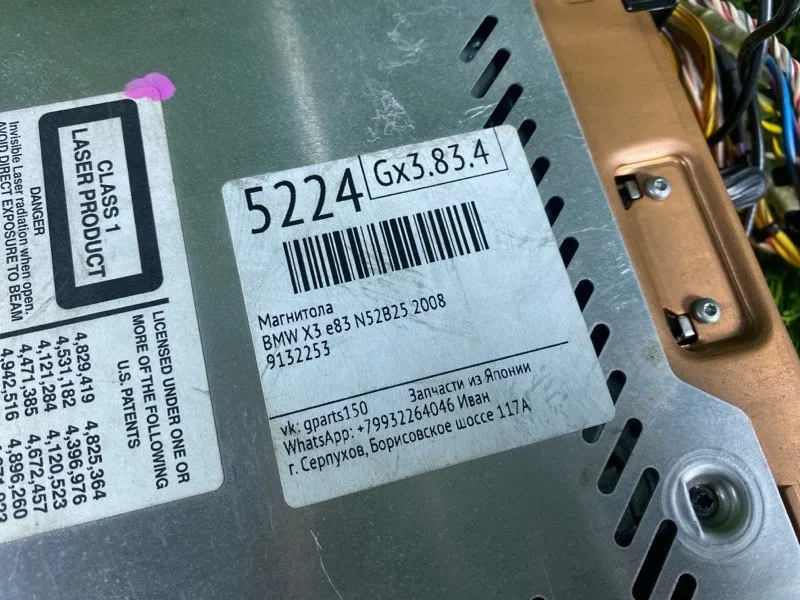 CLASS 1
LASER PRODUCT
DANGER
Invisible Laser radiation when open.
AVOID DIRECT EXPOSURE TO BEAM
LICENSED UNDER ONE OR
MORE OF THE FOLLOWING
U.S. PATENTS
4,829,419 4,825,364
4,531,182 4,396,976
4,121,284 4,120,523
4,471,385 4,672,457
4,942,516 4,896,260
5224
Gx3.83.4
Магнитола
BMW X3 e83 N52B25 2008
9132253
Запчасти из Японии
vk: gparts150
WhatsApp: +79932264046 Иван
г. Серпухов, Борисовское шоссе 117А